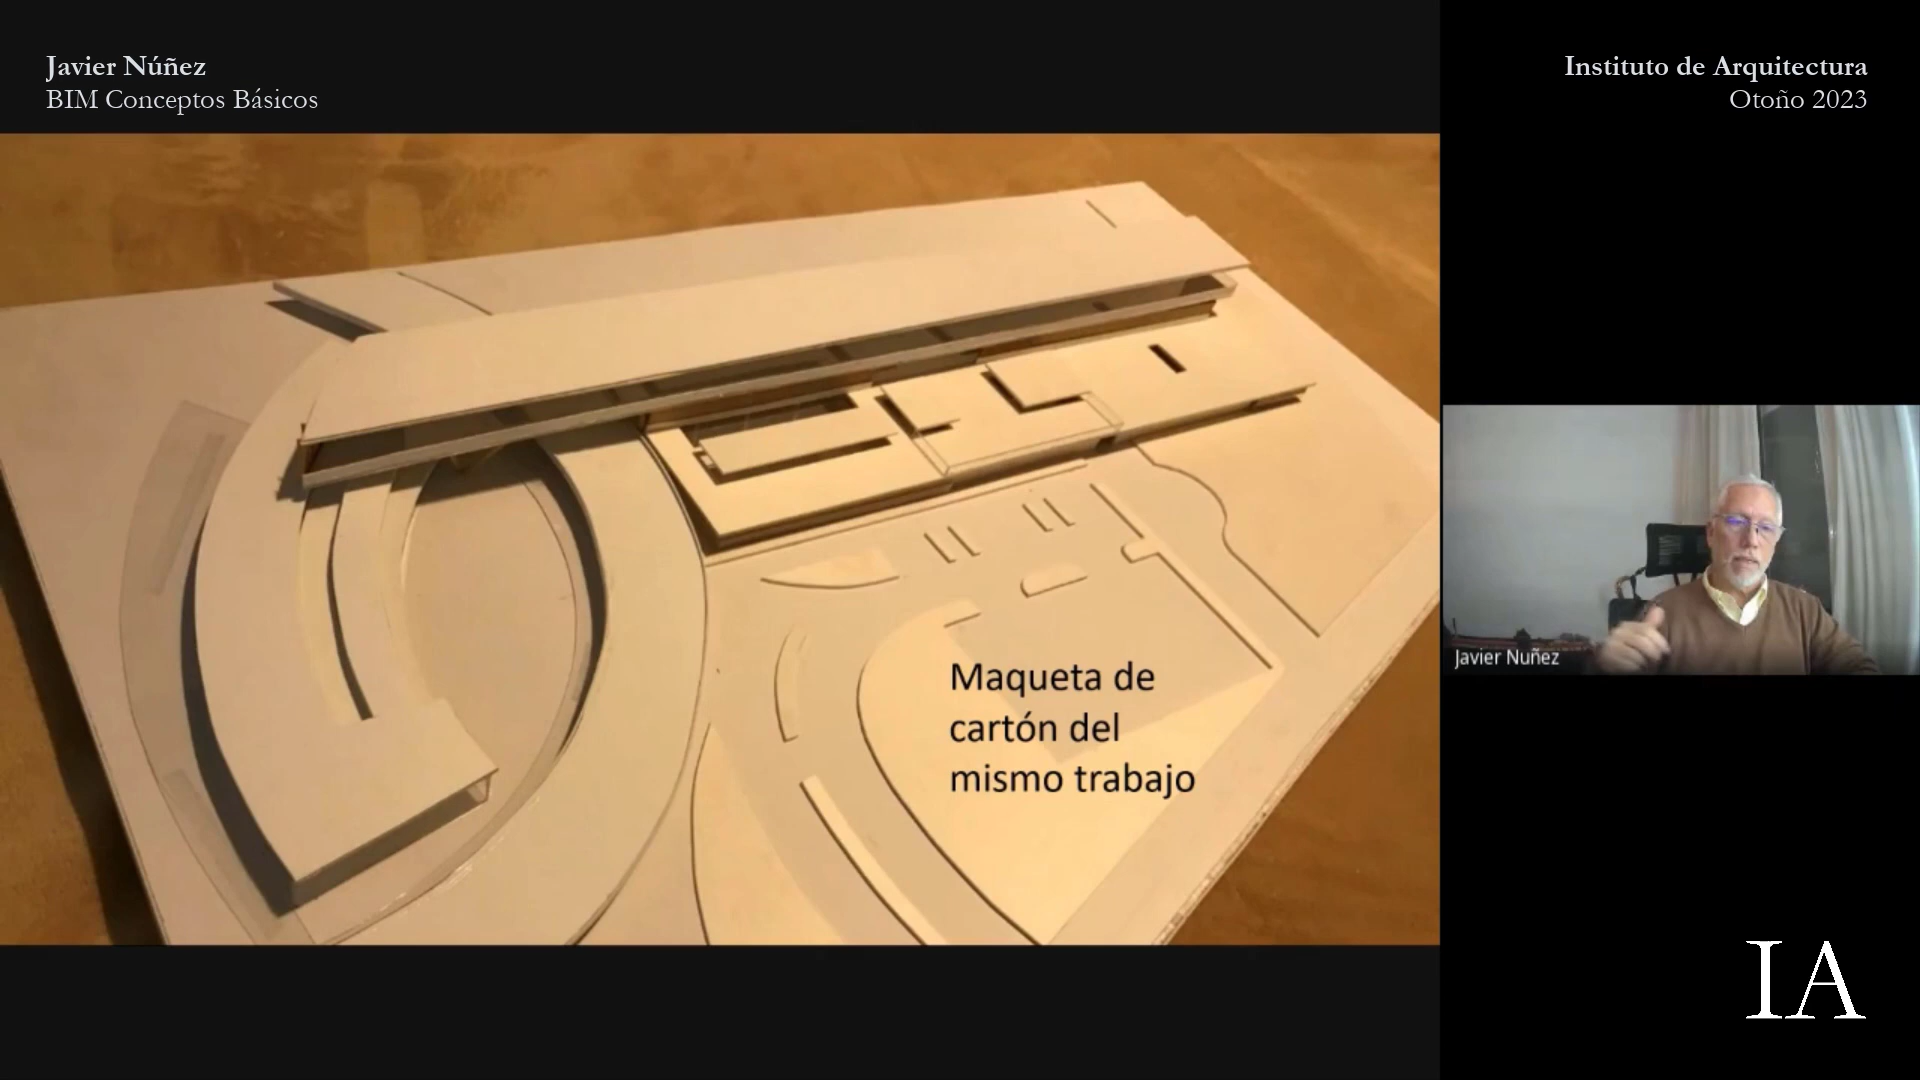 Javier Núñez
BIM Conceptos Básicos
Instituto de Arquitectura
Otoño 2023
Maqueta de
cartón del
mismo trabajo
Javier Nuñez
IA